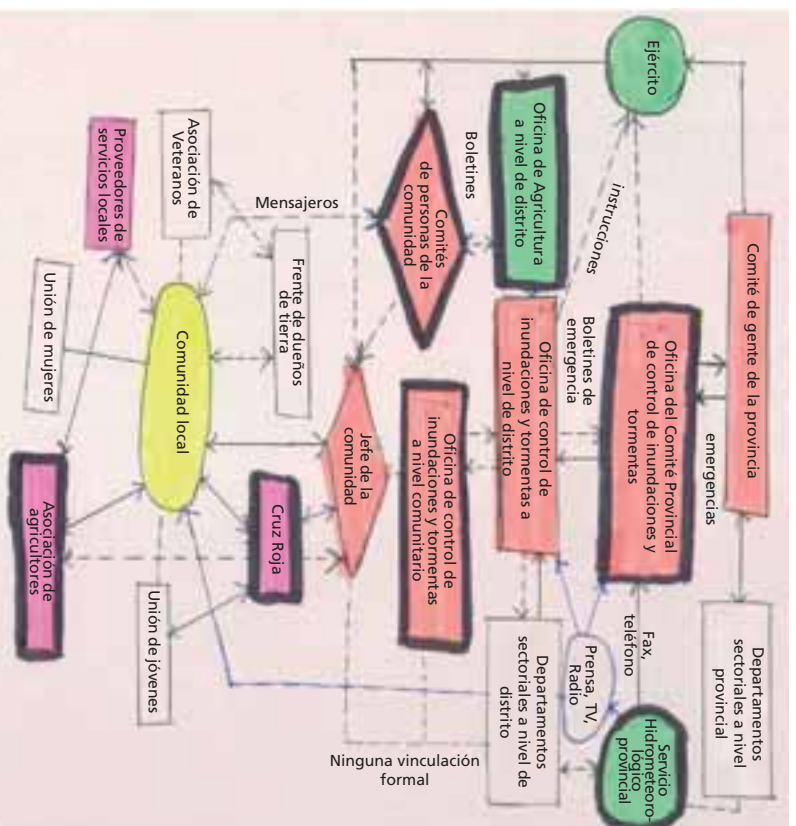 Comité de gente de la provincia
Departamentos
sectoriales a nivel
provincial
emergencias
Ejército
Oficina del Comité Provincial
de control de inundaciones y
tormentas
Fax,
teléfono
Servicio
Hidrometeoro-
lógico
provincial
instrucciones
Boletines de
emergencia
Prensa, TV,
Radio
Oficina de Agricultura
a nivel de distrito
Oficina de control de
inundaciones y tormentas a
nivel de distrito
Departamentos
sectoriales a nivel de
distrito
Boletines
Comités
de personas de la
comunidad
Oficina de control de
inundaciones y tormentas
a nivel comunitario
Ninguna vinculación
formal
Jefe de la
comunidad
Mensajeros
Frente de dueños
de tierra
Cruz Roja
Asociación de
Veteranos
Comunidad local
Unión de jóvenes
Proveedores de
servicios locales
Unión de mujeres
Asociación de
agricultores